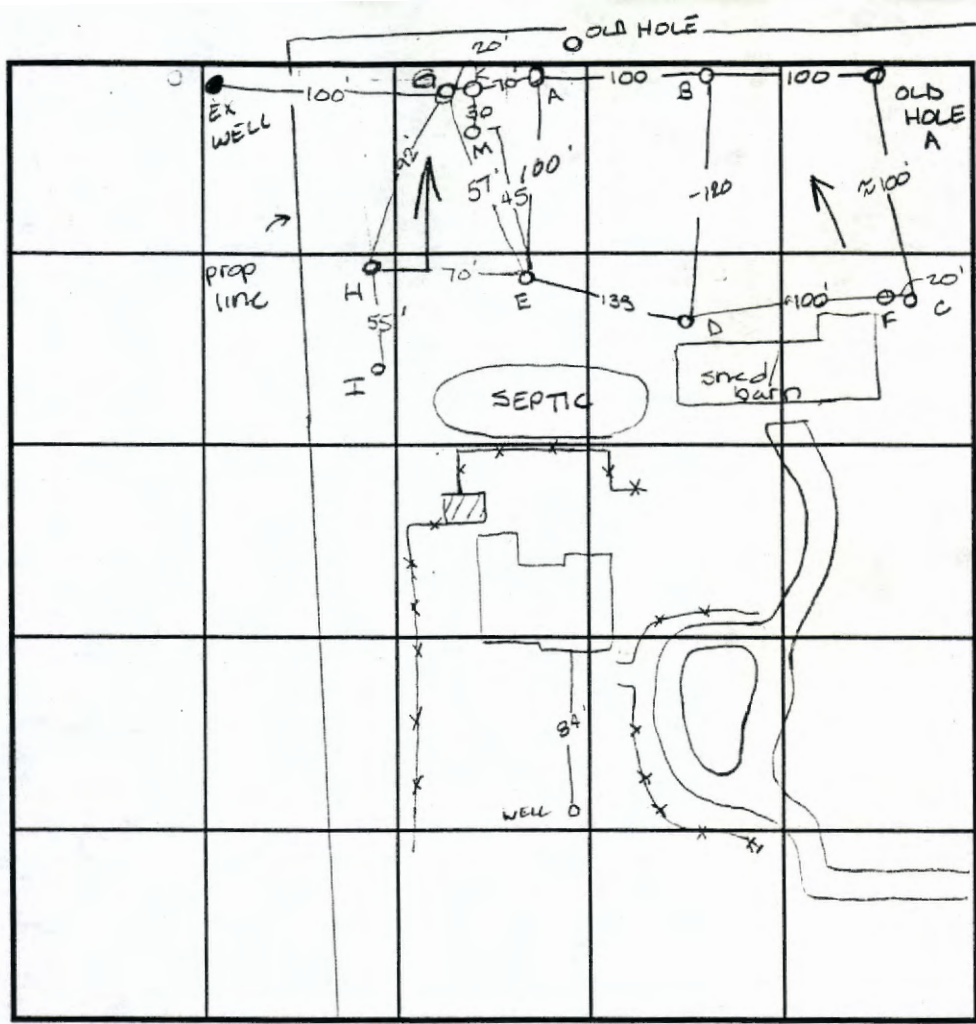 OLD HOLE
20'
G
K
70'
A
100
B
100
100'
EX
WELL
OLD
HOLE
A
30
M
92'
57'
45
100'
-120
≈100'
prop
line
H
70'
E
139
D
100'
F
20'
C
55'
I
SEPTIC
shed/
barn
84'
WELL